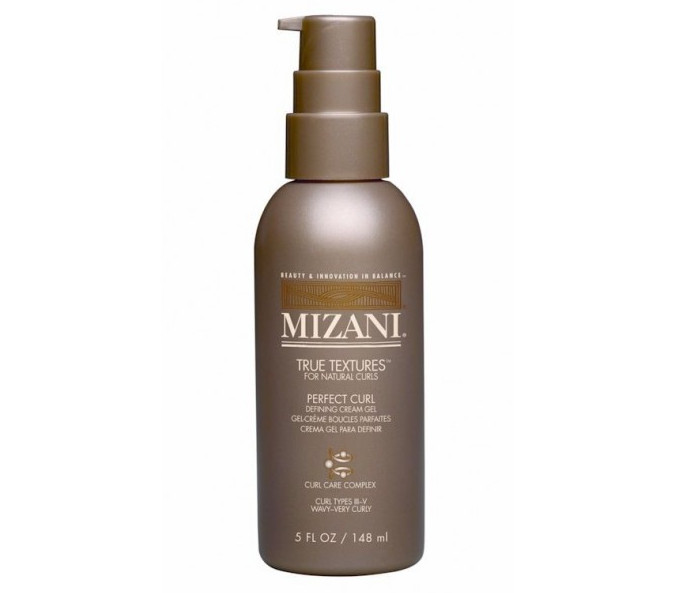 BEAUTY & INNOVATION IN BALANCE™
MIZANI®
TRUE TEXTURES™
FOR NATURAL CURLS
PERFECT CURL
DEFINING CREAM GEL
GEL-CRÈME BOUCLES PARFAITES
CREMA GEL PARA DEFINIR
CURL CARE COMPLEX
CURL TYPES III-V
WAVY-VERY CURLY
5 FL OZ / 148 ml